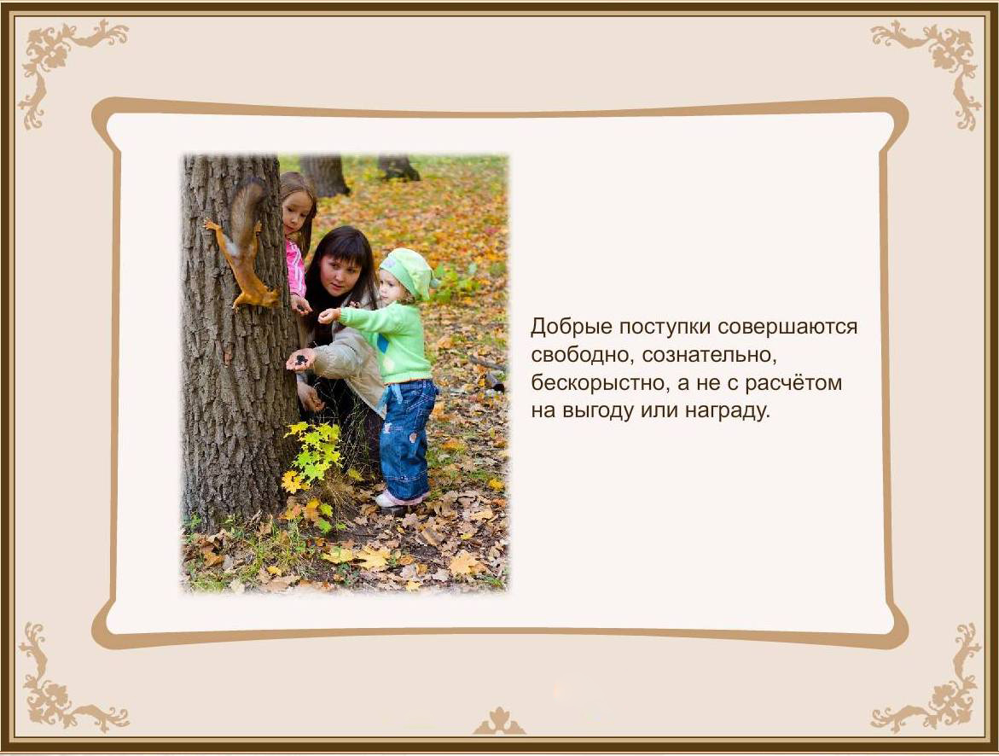 Добрые поступки совершаются
свободно, сознательно,
бескорыстно, а не с расчётом
на выгоду или награду.